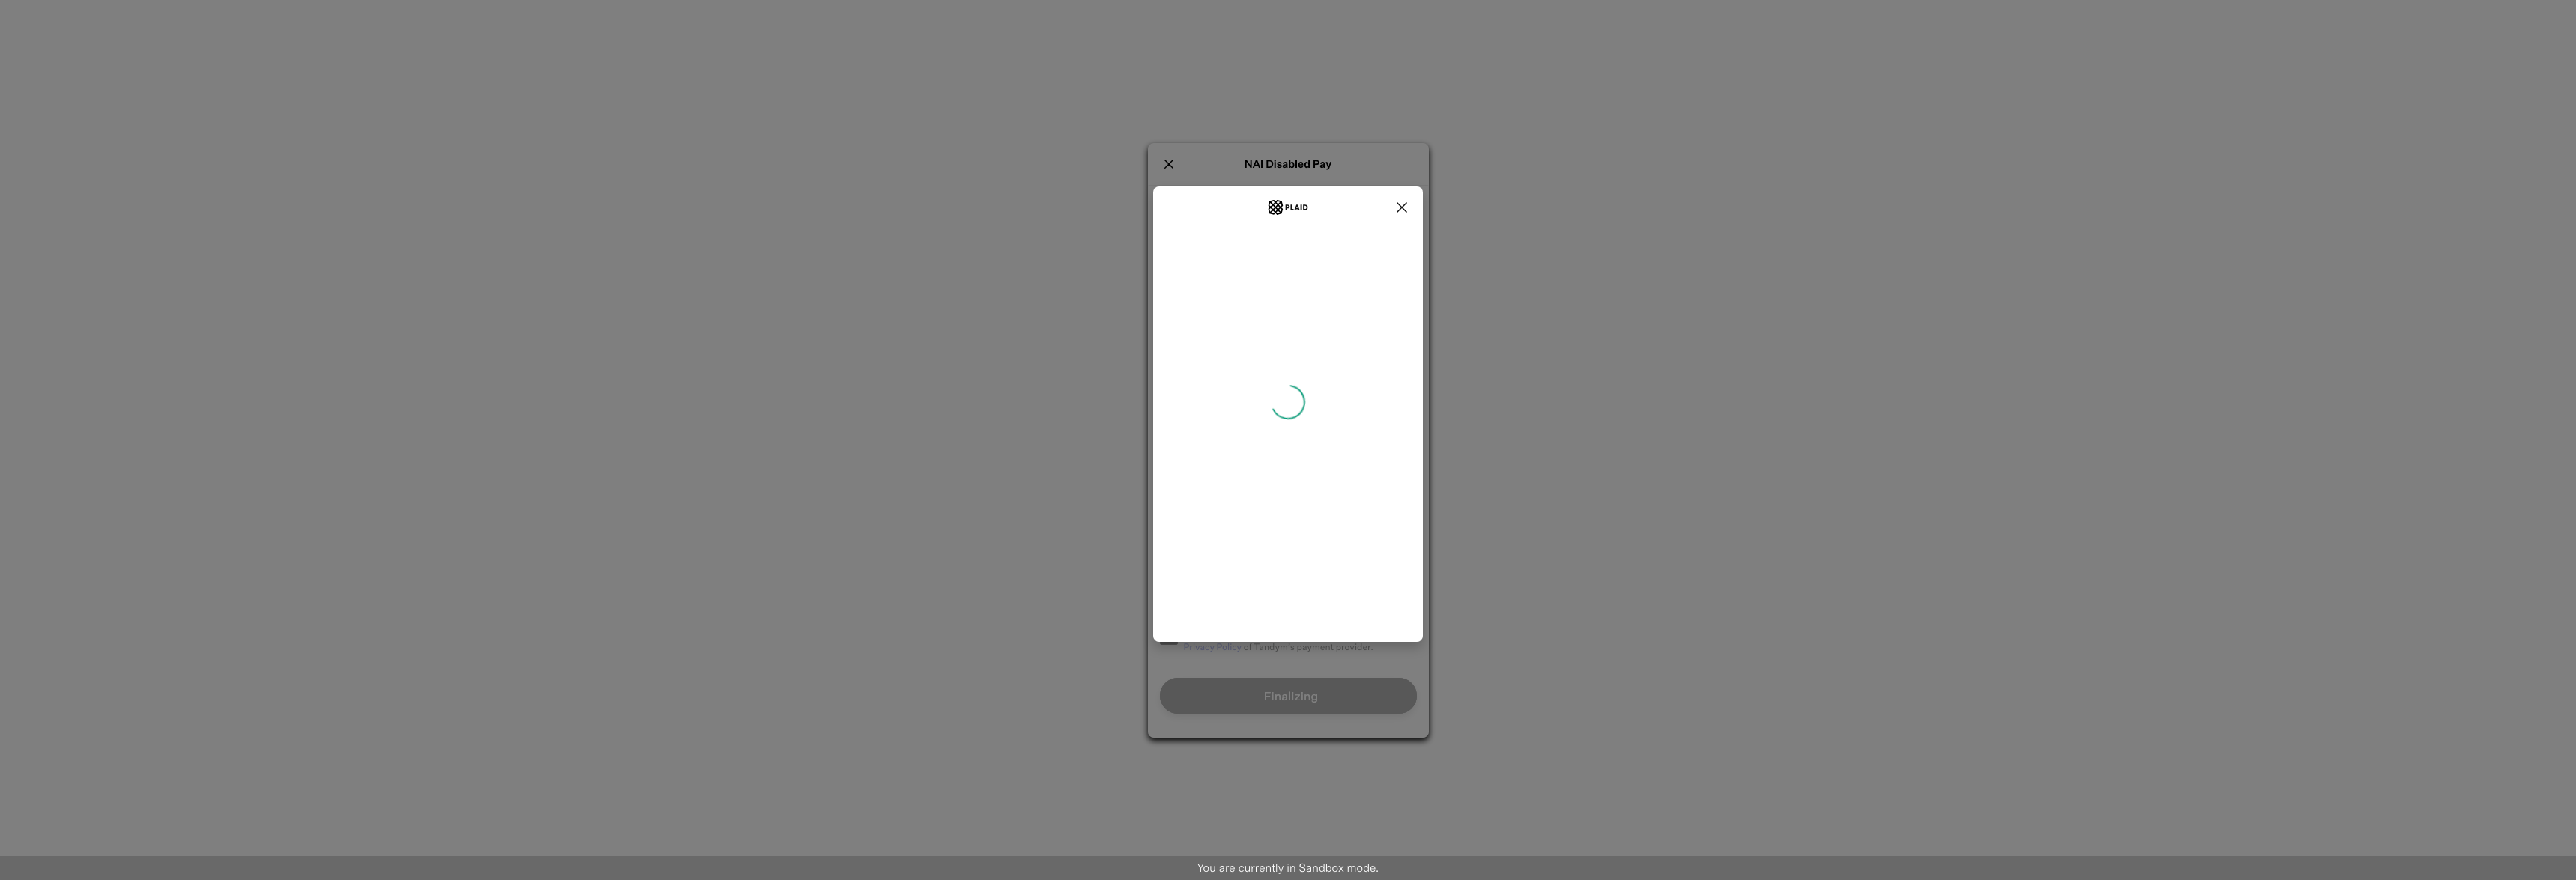 NAI Disabled Pay
PLAID
Privacy Policy of Tandym's payment provider.
Finalizing
You are currently in Sandbox mode.